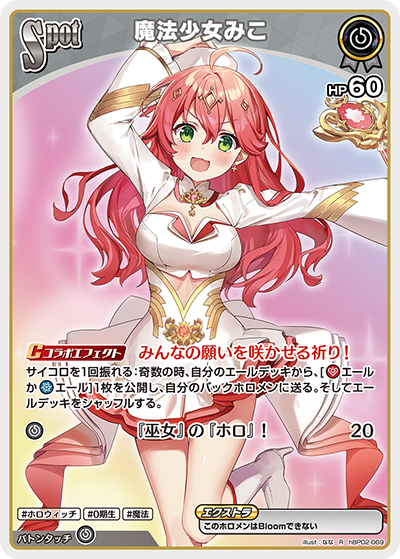 Spot
魔法少女みこ
HP60
Cコラボエフェクト みんなの願いを咲かせる祈り!
サイコロを1回振れる:奇数の時、自分のエールデッキから、[エール
かエール]1枚を公開し、自分のバックホロメンに送る。そしてエー
ルデッキをシャッフルする。
『巫女』の『ホロ』! 20
#ホロウィッチ #0期生 #魔法
エクストラ
このホロメンはBloomできない
バトンタッチ
illust:なな R hBP02-069